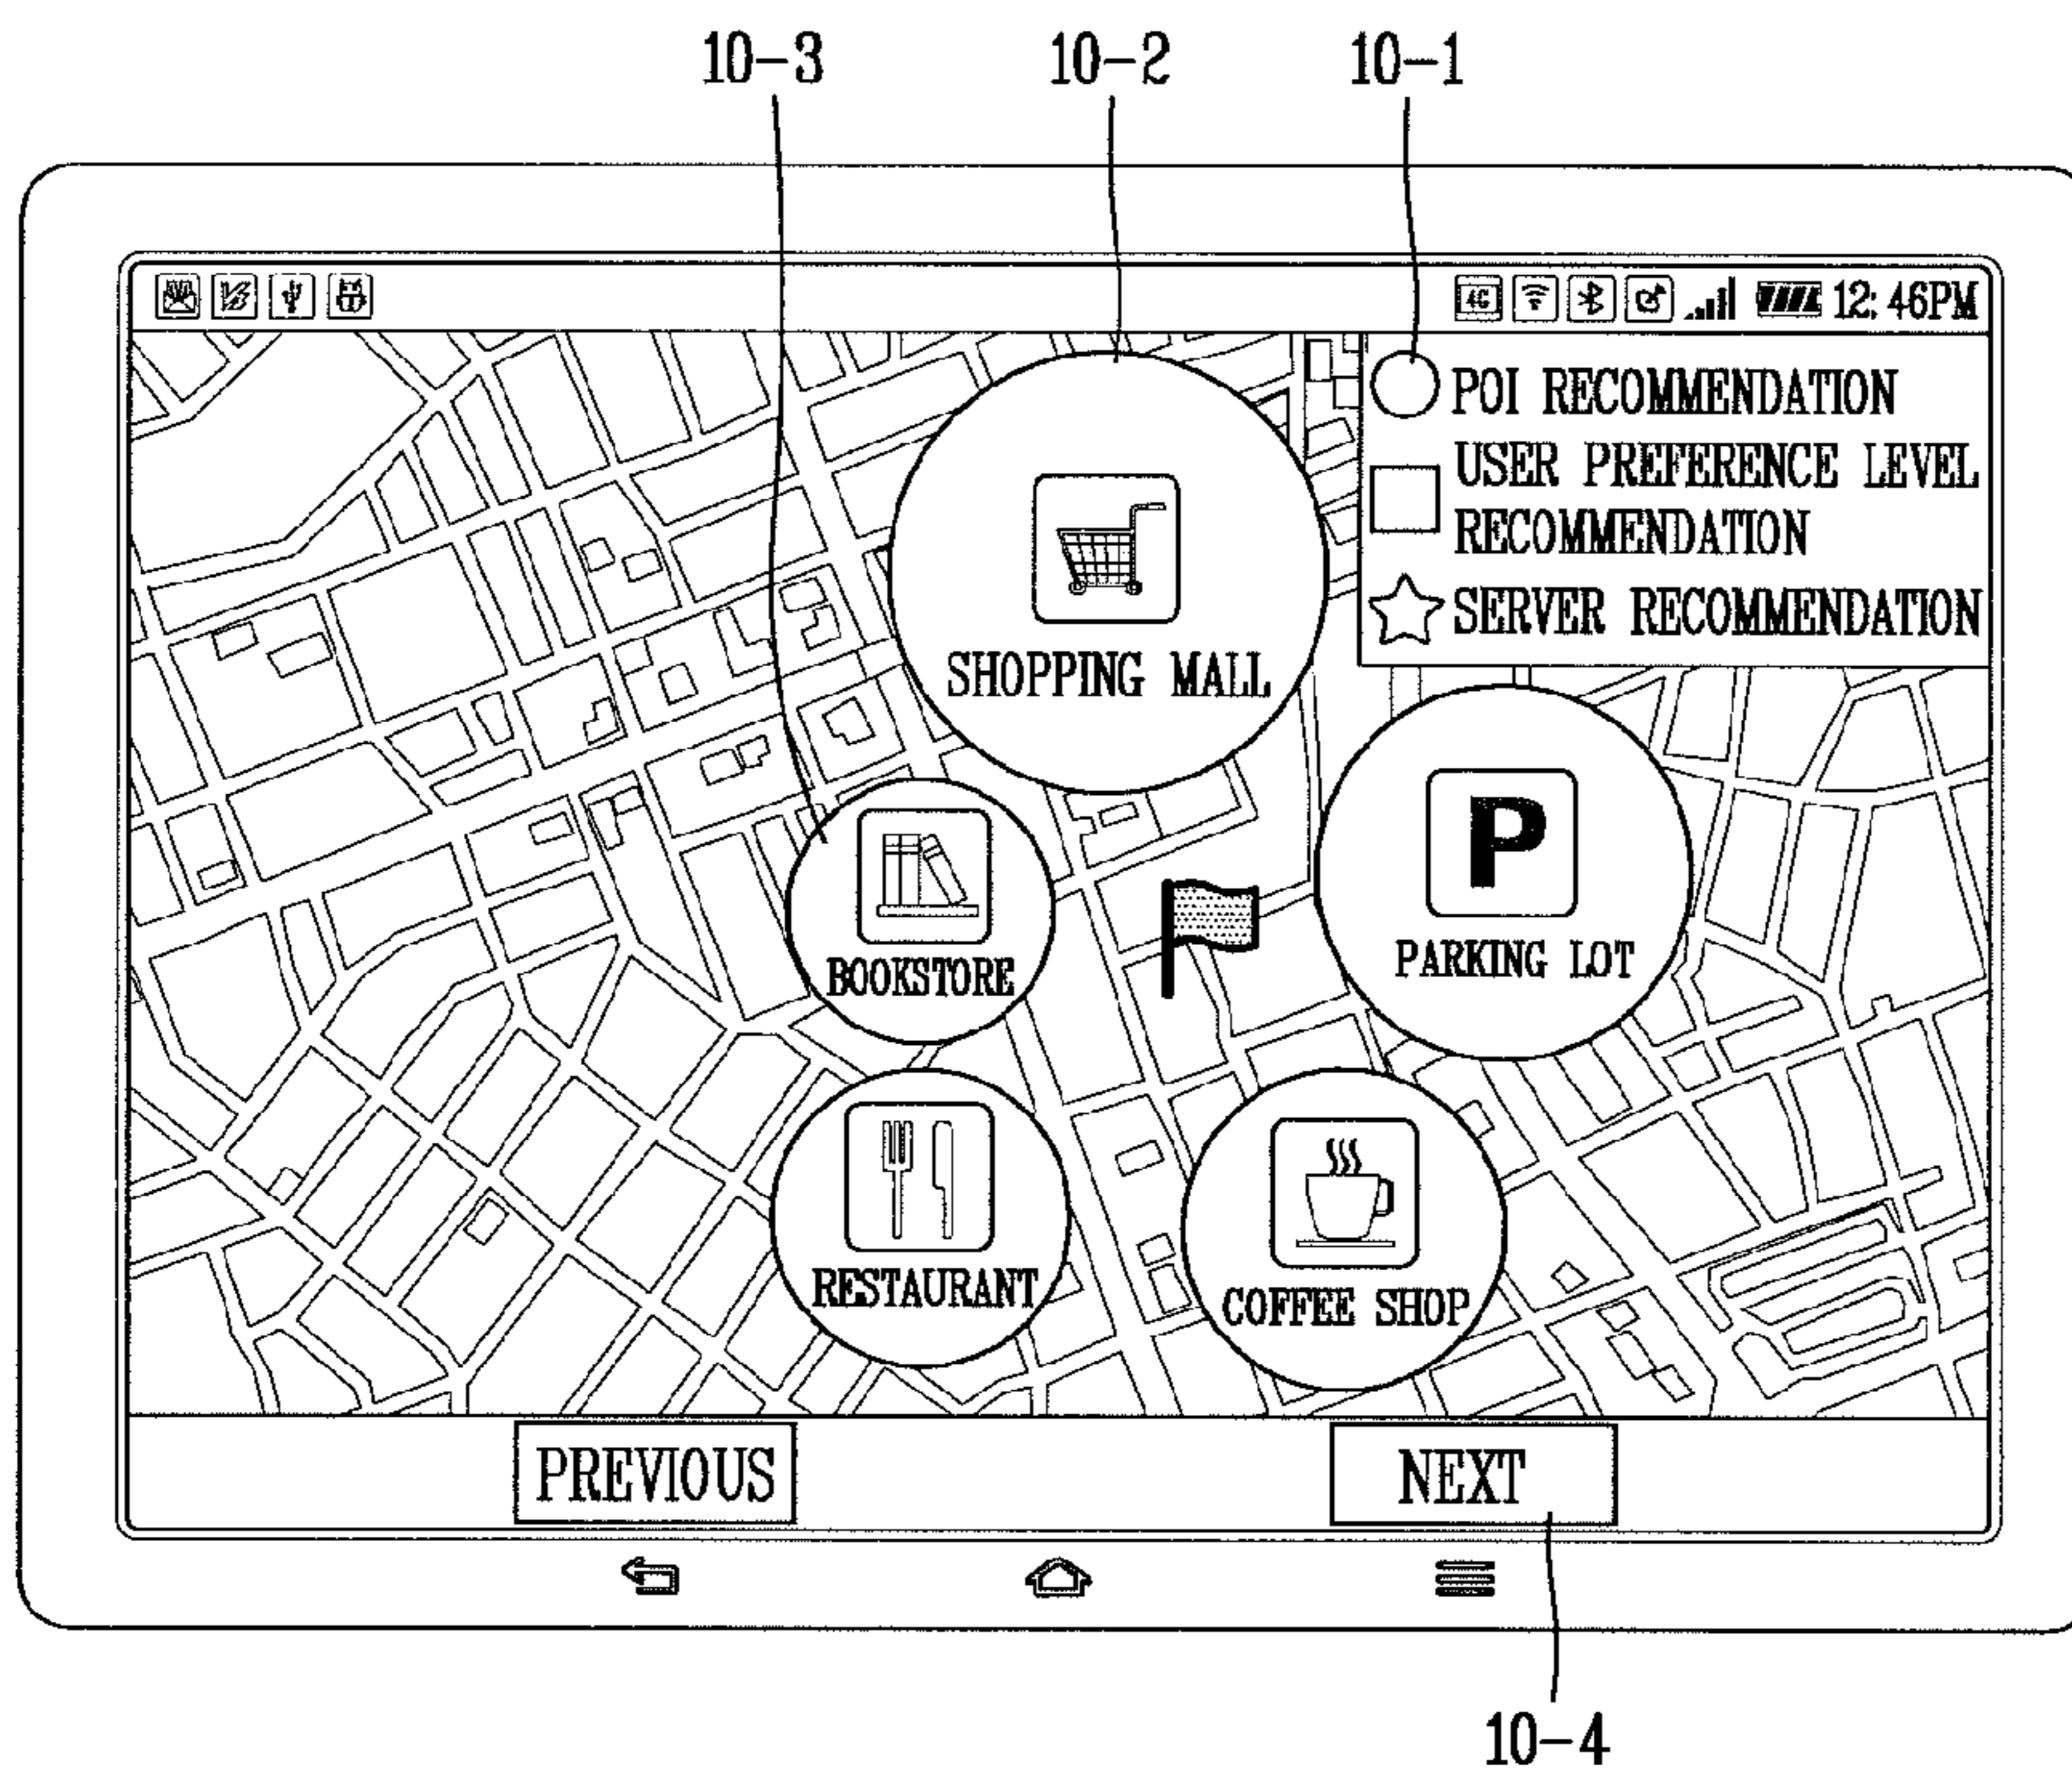 10-3 10-2 10-1
4G 12:46PM
POI RECOMMENDATION
USER PREFERENCE LEVEL
RECOMMENDATION
SERVER RECOMMENDATION
SHOPPING MALL
P
PARKING LOT
BOOKSTORE
RESTAURANT
COFFEE SHOP
PREVIOUS NEXT
10-4